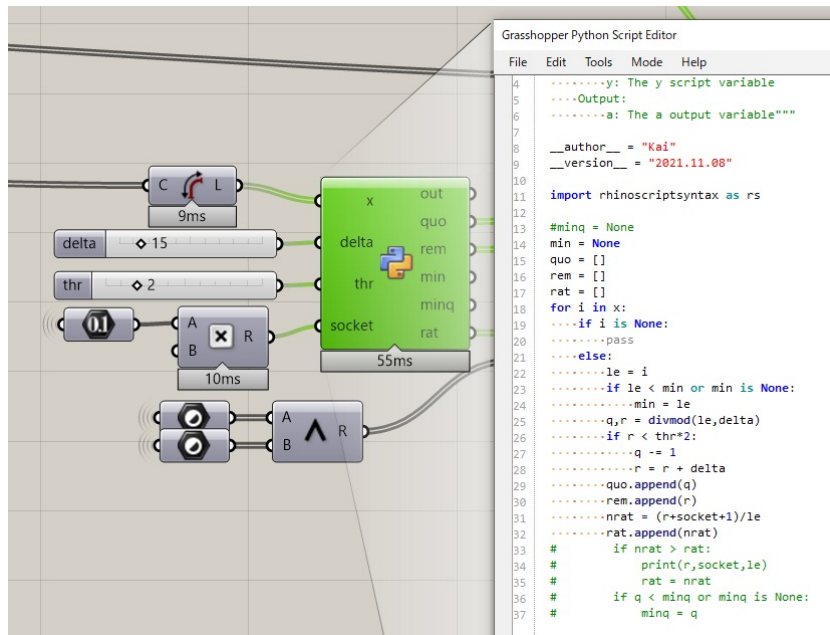 C L
9ms
delta 15
thr 2
0.1
A
B
R
10ms
A
B
R
x
delta
thr
socket
out
quo
rem
min
minq
rat
55ms
Grasshopper Python Script Editor
File Edit Tools Mode Help
4 ········y: The y script variable
5 ····Output:
6 ········a: The a output variable"""
7
8 __author__ = "Kai"
9 __version__ = "2021.11.08"
10
11 import rhinoscriptsyntax as rs
12
13 #minq = None
14 min = None
15 quo = []
16 rem = []
17 rat = []
18 for i in x:
19 ····if i is None:
20 ········pass
21 ····else:
22 ········le = i
23 ········if le < min or min is None:
24 ············min = le
25 ········q,r = divmod(le,delta)
26 ········if r < thr*2:
27 ············q -= 1
28 ············r = r + delta
29 ········quo.append(q)
30 ········rem.append(r)
31 ········nrat = (r+socket+1)/le
32 ········rat.append(nrat)
33 #        if nrat > rat:
34 #            print(r,socket,le)
35 #            rat = nrat
36 #        if q < minq or minq is None:
37 #            minq = q